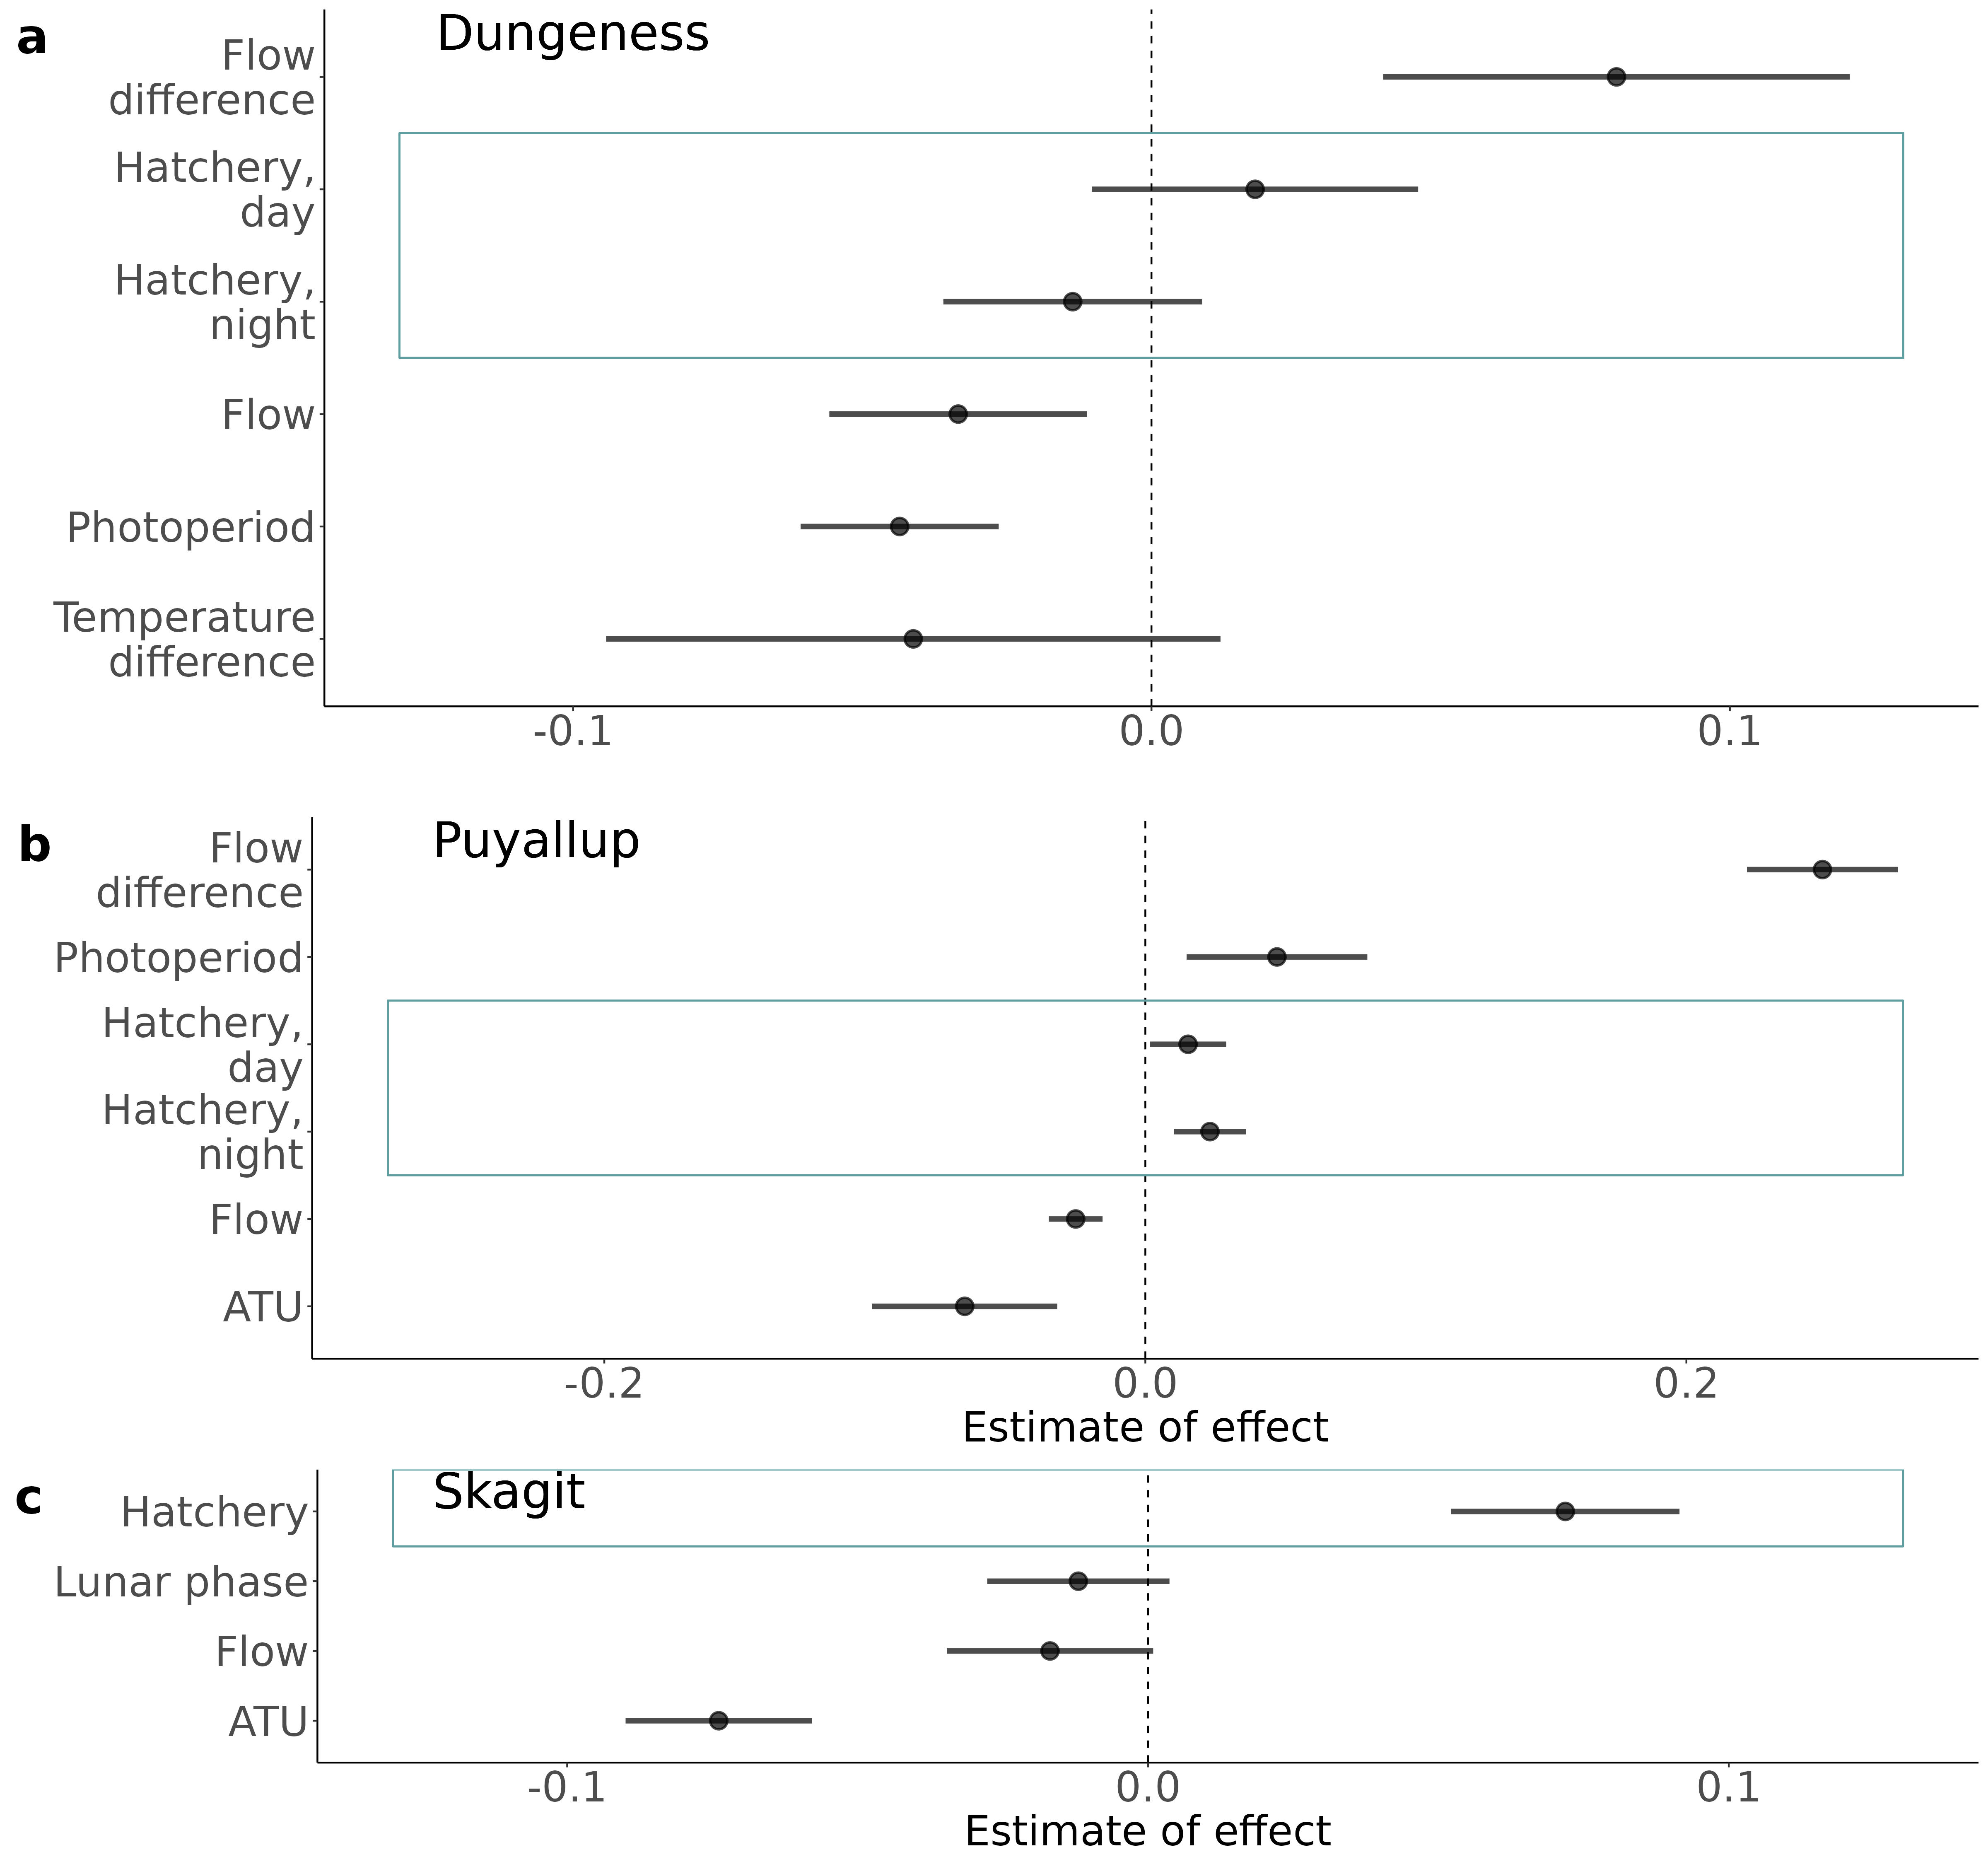 a
Dungeness
Flow
difference
Hatchery,
day
Hatchery,
night
Flow
Photoperiod
Temperature
difference
-0.1 0.0 0.1
b
Puyallup
Flow
difference
Photoperiod
Hatchery,
day
Hatchery,
night
Flow
ATU
-0.2 0.0 0.2
Estimate of effect
c
Skagit
Hatchery
Lunar phase
Flow
ATU
-0.1 0.0 0.1
Estimate of effect